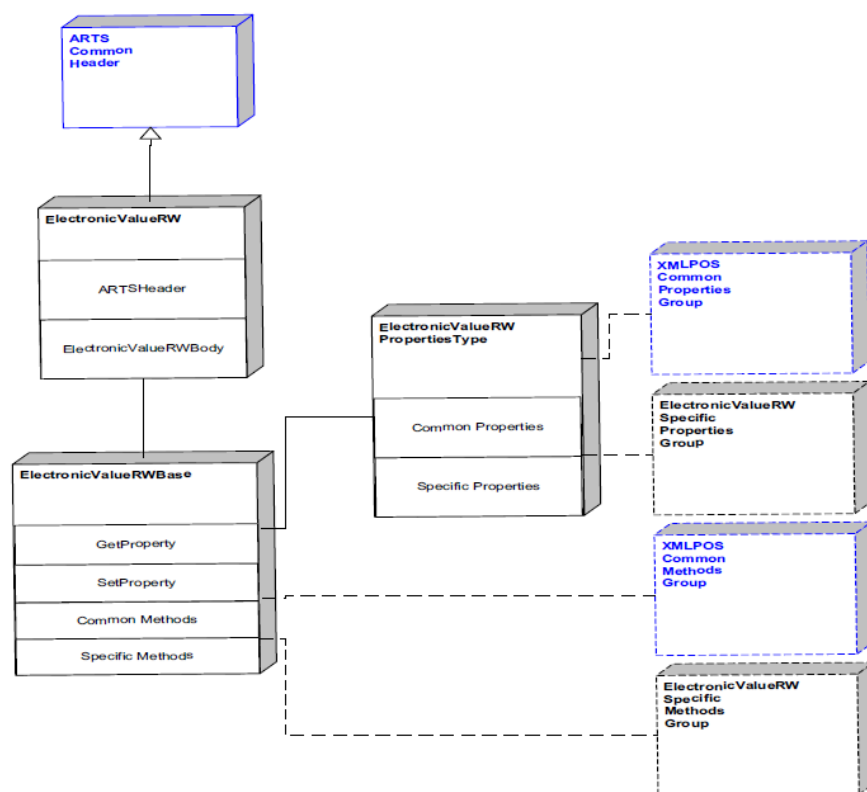 ARTS
Common
Header
ElectronicValueRW
ARTSHeader
ElectronicValueRWBody
ElectronicValueRWBase
GetProperty
SetProperty
Common Methods
Specific Methods
ElectronicValueRW
PropertiesType
Common Properties
Specific Properties
XMLPOS
Common
Properties
Group
ElectronicValueRW
Specific
Properties
Group
XMLPOS
Common
Methods
Group
ElectronicValueRW
Specific
Methods
Group